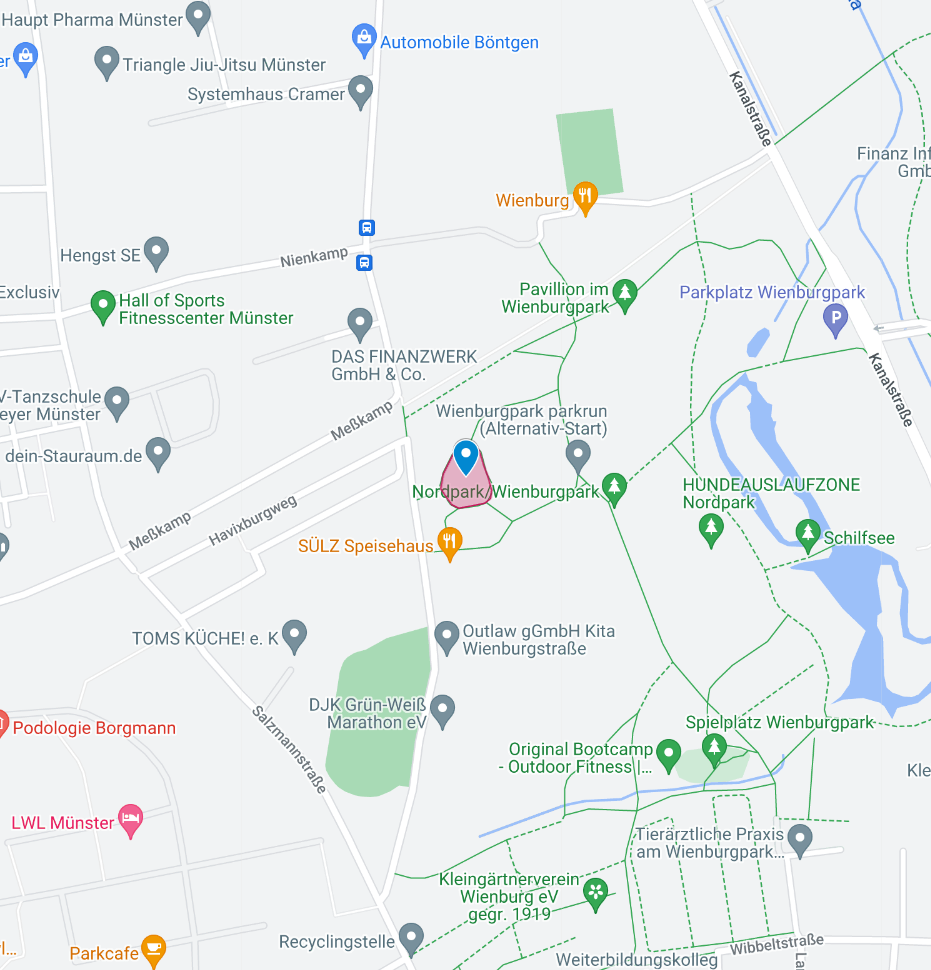 Haupt Pharma Münster
Automobile Böntgen
er
Triangle Jiu-Jitsu Münster
Systemhaus Cramer
Kanalstraße
Finanz Inf
Gmb
Wienburg
Hengst SE
Nienkamp
Exclusiv
Hall of Sports
Fitnesscenter Münster
Pavillion im
Wienburgpark
Parkplatz Wienburgpark
P
DAS FINANZWERK
GmbH & Co.
Kanalstraße
V-Tanzschule
eyer Münster
Meßkamp
Wienburgpark parkrun
(Alternativ-Start)
dein-Stauraum.de
Nordpark/Wienburgpark
HUNDEAUSLAUFZONE
Nordpark
Meßkamp
Havixburgweg
SÜLZ Speisehaus
Schilfsee
TOMS KÜCHE! e. K
Outlaw gGmbH Kita
Wienburgstraße
DJK Grün-Weiß
Marathon eV
Salzmannstraße
Podologie Borgmann
Spielplatz Wienburgpark
Original Bootcamp
- Outdoor Fitness |...
Kle
LWL Münster
Tierärztliche Praxis
am Wienburgpark...
Kleingärtnerverein
Wienburg eV
gegr. 1919
Recyclingstelle
Parkcafe
Weiterbildungskolleg
Wibbeltstraße
La